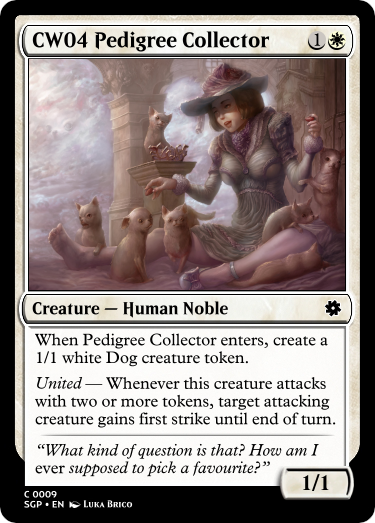 CW04 Pedigree Collector 1
Creature — Human Noble
When Pedigree Collector enters, create a
1/1 white Dog creature token.
United — Whenever this creature attacks
with two or more tokens, target attacking
creature gains first strike until end of turn.
“What kind of question is that? How am I
ever supposed to pick a favourite?”
1/1
C 0009
SGP • EN Luka Brico